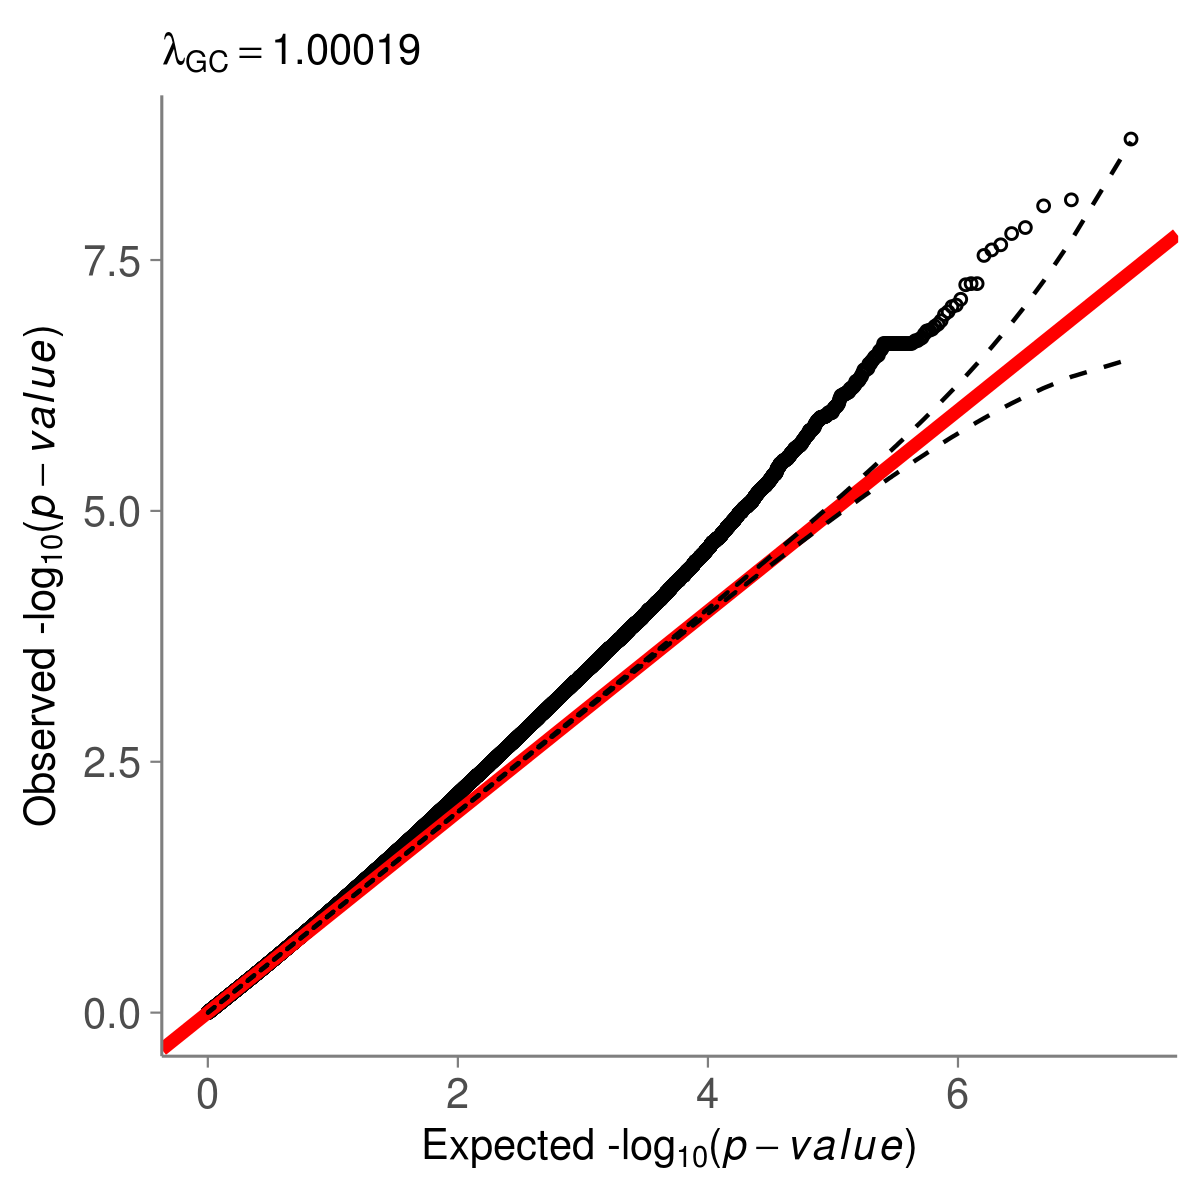 λGC = 1.00019
7.5
5.0
2.5
0.0
Observed -log10(p − value)
0 2 4 6
Expected -log10(p − value)